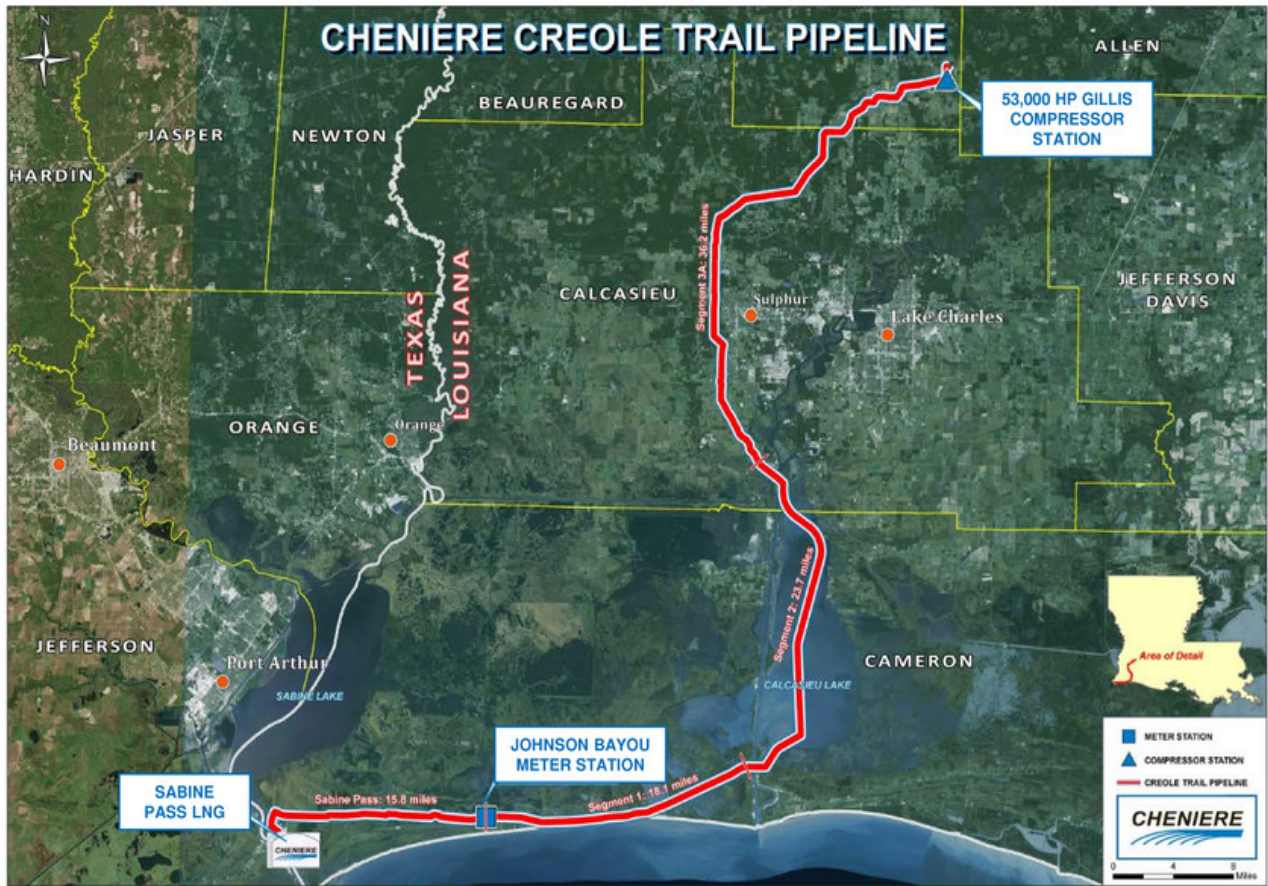 CHENIERE CREOLE TRAIL PIPELINE
N
ALLEN
BEAUREGARD
53,000 HP GILLIS
COMPRESSOR
STATION
JASPER
NEWTON
HARDIN
TEXAS
LOUISIANA
CALCASIEU
Segment 3A: 36.2 miles
JEFFERSON
DAVIS
Sulphur
Lake Charles
ORANGE
Orange
Beaumont
Segment 2: 23.7 miles
JEFFERSON
Port Arthur
SABINE LAKE
CAMERON
CALCASIEU LAKE
Area of Detail
JOHNSON BAYOU
METER STATION
SABINE
PASS LNG
Sabine Pass: 15.8 miles
Segment 1: 18.1 miles
CHENIERE
METER STATION
COMPRESSOR STATION
CREOLE TRAIL PIPELINE
CHENIERE
0 4 8
Miles